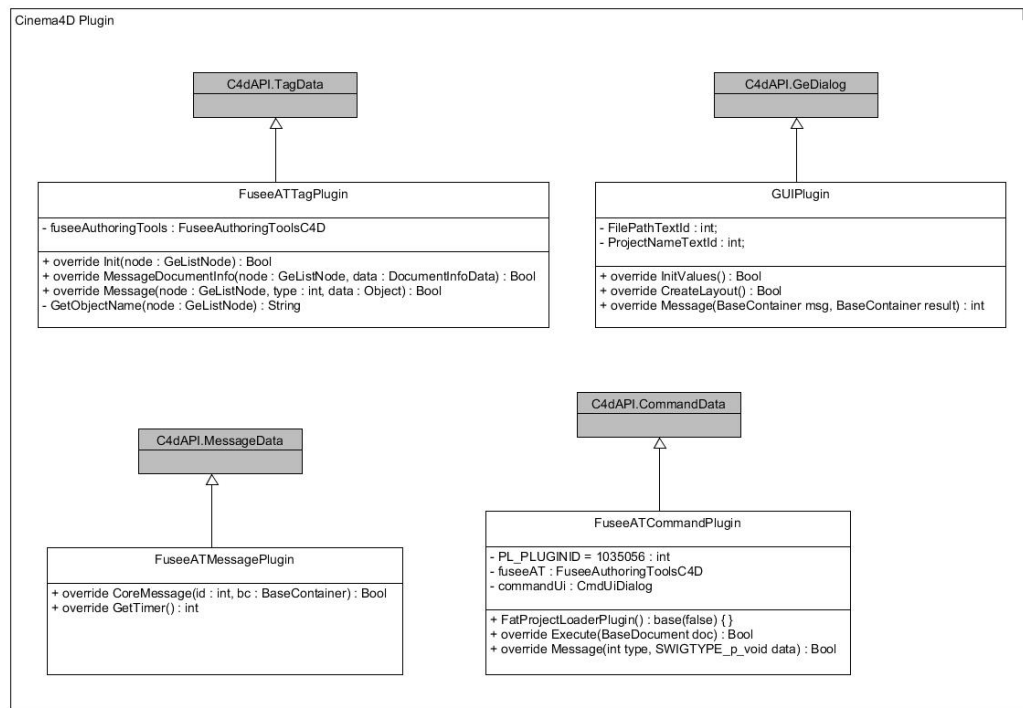 Cinema4D Plugin
C4dAPI.TagData
FuseeATTagPlugin
- fuseeAuthoringTools : FuseeAuthoringToolsC4D
+ override Init(node : GeListNode) : Bool
+ override MessageDocumentInfo(node : GeListNode, data : DocumentInfoData) : Bool
+ override Message(node : GeListNode, type : int, data : Object) : Bool
- GetObjectName(node : GeListNode) : String
C4dAPI.GeDialog
GUIPlugin
- FilePathTextId : int;
- ProjectNameTextId : int;
+ override InitValues() : Bool
+ override CreateLayout() : Bool
+ override Message(BaseContainer msg, BaseContainer result) : int
C4dAPI.MessageData
FuseeATMessagePlugin
+ override CoreMessage(id : int, bc : BaseContainer) : Bool
+ override GetTimer() : int
C4dAPI.CommandData
FuseeATCommandPlugin
- PL_PLUGINID = 1035056 : int
- fuseeAT : FuseeAuthoringToolsC4D
- commandUi : CmdUiDialog
+ FatProjectLoaderPlugin() : base(false) { }
+ override Execute(BaseDocument doc) : Bool
+ override Message(int type, SWIGTYPE_p_void data) : Bool